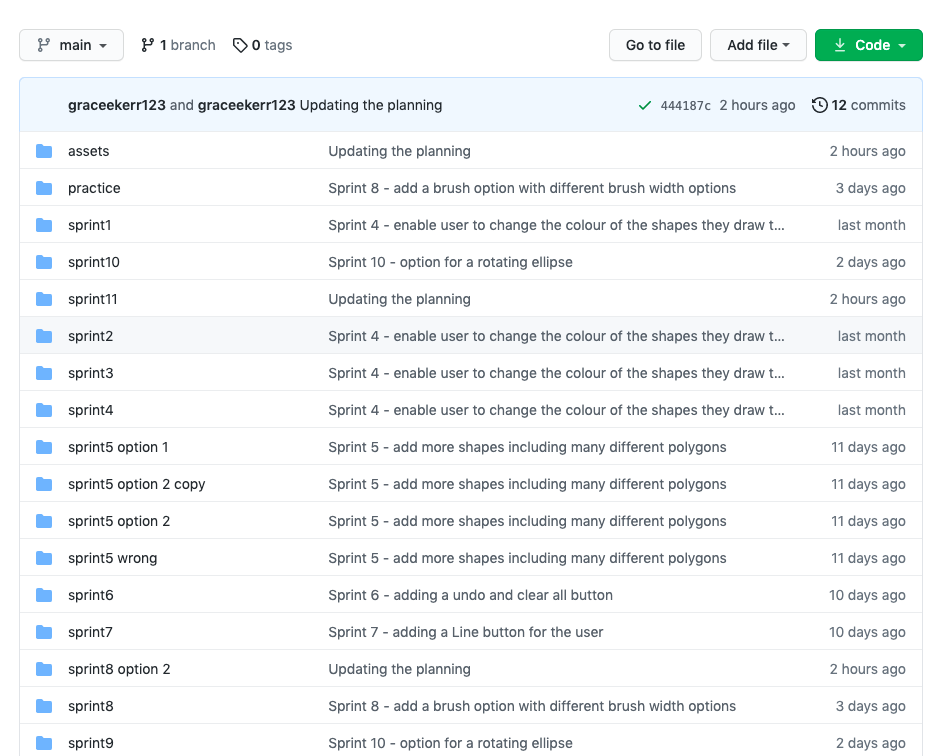 main 1 branch 0 tags Go to file Add file Code
graceekerr123 and graceekerr123 Updating the planning 444187c 2 hours ago 12 commits
assets Updating the planning 2 hours ago
practice Sprint 8 - add a brush option with different brush width options 3 days ago
sprint1 Sprint 4 - enable user to change the colour of the shapes they draw t... last month
sprint10 Sprint 10 - option for a rotating ellipse 2 days ago
sprint11 Updating the planning 2 hours ago
sprint2 Sprint 4 - enable user to change the colour of the shapes they draw t... last month
sprint3 Sprint 4 - enable user to change the colour of the shapes they draw t... last month
sprint4 Sprint 4 - enable user to change the colour of the shapes they draw t... last month
sprint5 option 1 Sprint 5 - add more shapes including many different polygons 11 days ago
sprint5 option 2 copy Sprint 5 - add more shapes including many different polygons 11 days ago
sprint5 option 2 Sprint 5 - add more shapes including many different polygons 11 days ago
sprint5 wrong Sprint 5 - add more shapes including many different polygons 11 days ago
sprint6 Sprint 6 - adding a undo and clear all button 10 days ago
sprint7 Sprint 7 - adding a Line button for the user 10 days ago
sprint8 option 2 Updating the planning 2 hours ago
sprint8 Sprint 8 - add a brush option with different brush width options 3 days ago
sprint9 Sprint 10 - option for a rotating ellipse 2 days ago